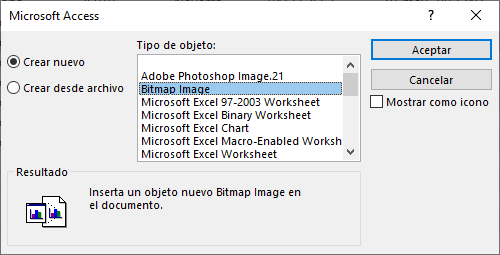 Microsoft Access
Tipo de objeto:
Crear nuevo
Crear desde archivo
Adobe Photoshop Image.21
Bitmap Image
Microsoft Excel 97-2003 Worksheet
Microsoft Excel Binary Worksheet
Microsoft Excel Chart
Microsoft Excel Macro-Enabled Worksh
Microsoft Excel Worksheet
Aceptar
Cancelar
Mostrar como icono
Resultado
Inserta un objeto nuevo Bitmap Image en
el documento.